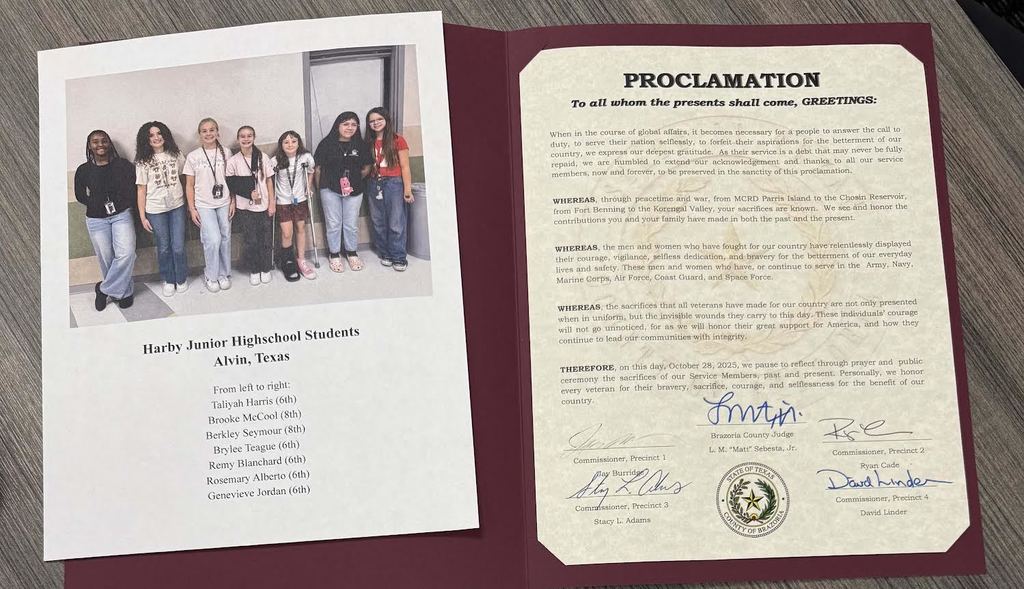 Harby Junior Highschool Students
Alvin, Texas
From left to right:
Taliyah Harris (6th)
Brooke McCool (8th)
Berkley Seymour (8th)
Brylee Teague (6th)
Remy Blanchard (6th)
Rosemary Alberto (6th)
Genevieve Jordan (6th)
PROCLAMATION
To all whom the presents shall come, GREETINGS:
When in the course of global affairs, it becomes necessary for a people to answer the call to
duty, to serve their nation selflessly, to forfeit their aspirations for the betterment of our
country, we express our deepest gratitude. As their service is a debt that may never be fully
repaid, we are humbled to extend our acknowledgement and thanks to all our service
members, now and forever, to be preserved in the sanctity of this proclamation.
WHEREAS, through peacetime and war, from MCRD Parris Island to the Chosin Reservoir,
from Fort Benning to the Korengal Valley, your sacrifices are known. We see and honor the
contributions you and your family have made in both the past and the present.
WHEREAS, the men and women who have fought for our country have relentlessly displayed
their courage, vigilance, selfless dedication, and bravery for the betterment of our everyday
lives and safety. These men and women who have, or continue to serve in the Army, Navy,
Marine Corps, Air Force, Coast Guard, and Space Force.
WHEREAS, the sacrifices that all veterans have made for our country are not only presented
when in uniform, but the invisible wounds they carry to this day. These individuals' courage
will not go unnoticed, for as we will honor their great support for America, and how they
continue to lead our communities with integrity.
THEREFORE, on this day, October 28, 2025, we pause to reflect through prayer and public
ceremony the sacrifices of our Service Members, past and present. Personally, we honor
every veteran for their bravery, sacrifice, courage, and selflessness for the benefit of our
country.
Brazoria County Judge
L. M. "Matt" Sebesta, Jr.
Commissioner, Precinct 1
Jay Burridge
Commissioner, Precinct 2
Ryan Cade
Commissioner, Precinct 3
Stacy L. Adams
David Linder
Commissioner, Precinct 4
David Linder
STATE OF TEXAS
COUNTY OF BRAZORIA